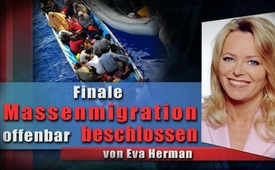 Finale
Massenmigration
offenbar beschlossen
von Eva Herman